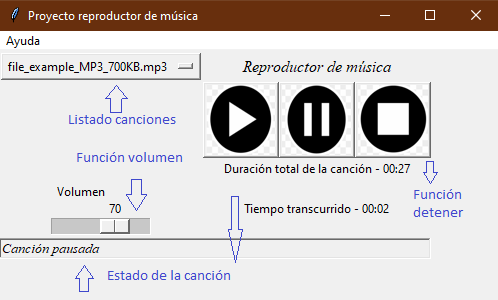 Proyecto reproductor de música
Ayuda
file_example_MP3_700KB.mp3
Reproductor de música
Listado canciones
Función volumen
Duración total de la canción - 00:27
Función
detener
Volumen
70
Tiempo transcurrido - 00:02
Canción pausada
Estado de la canción